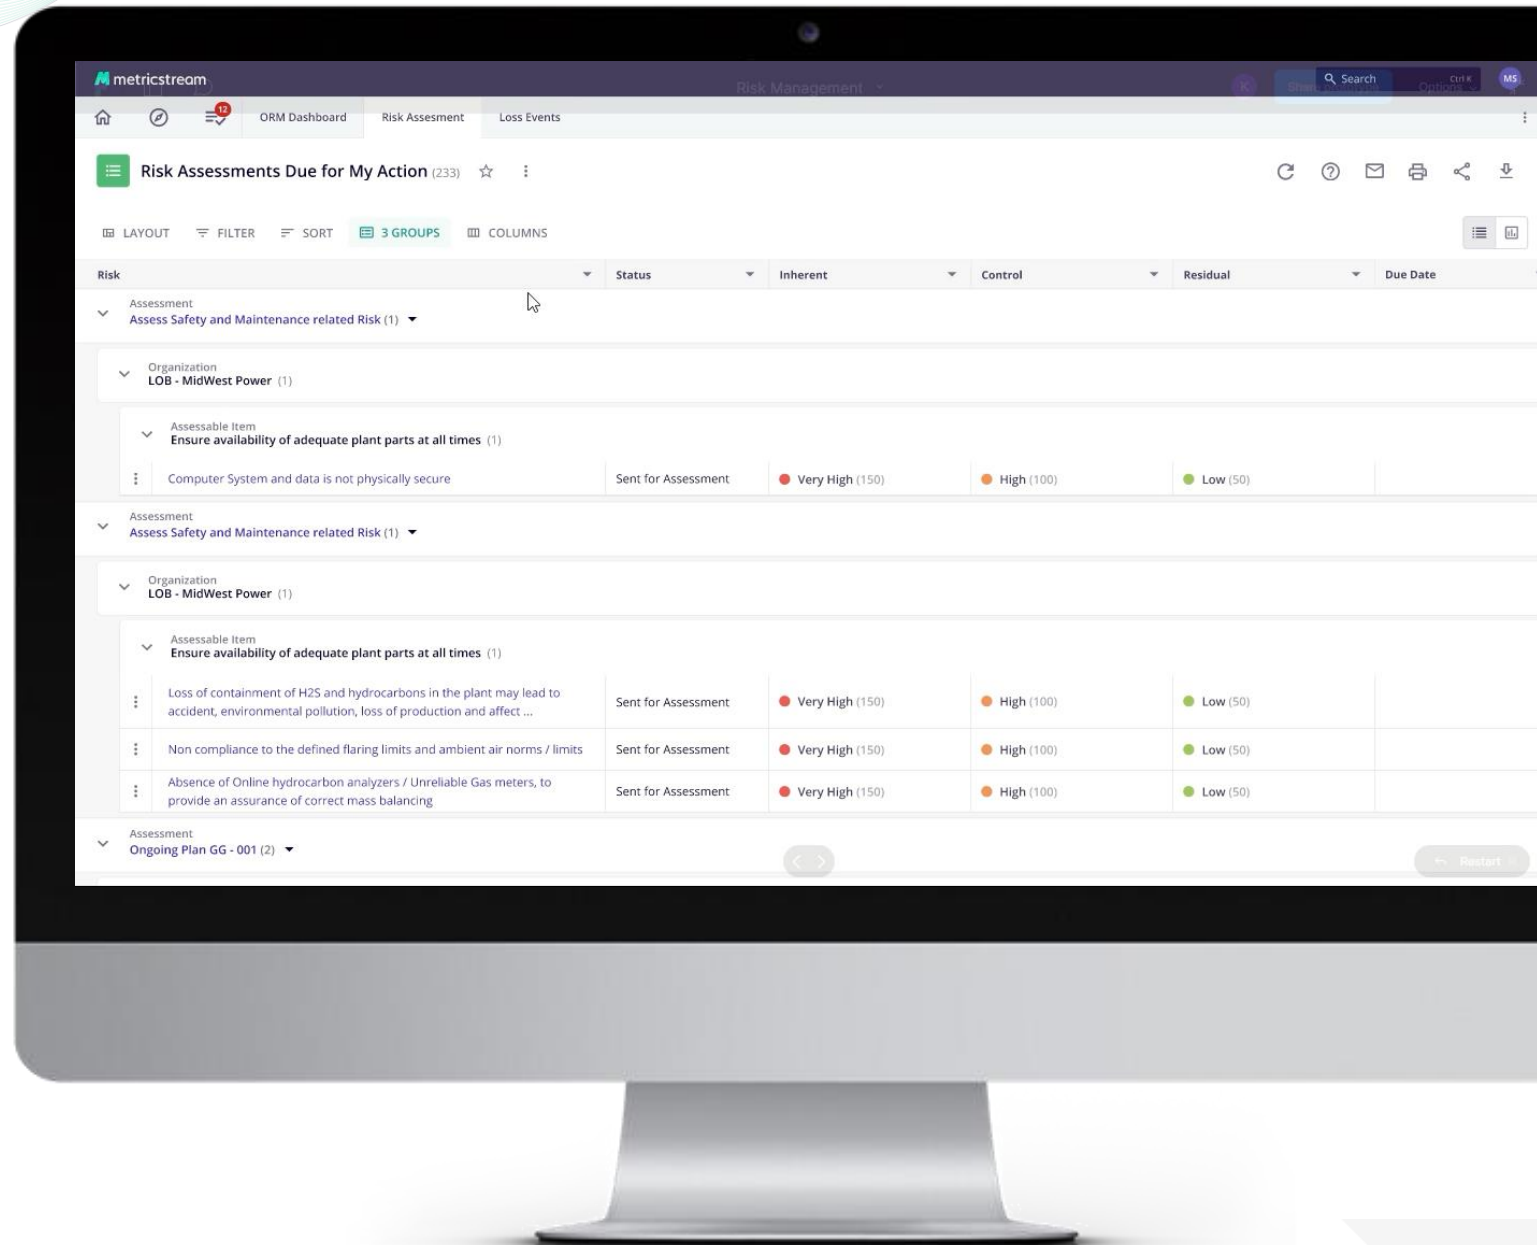 metricstream
Risk Management
Search
Ctrl K
MS
K
Options
12
ORM Dashboard
Risk Assesment
Loss Events
Risk Assessments Due for My Action (233)
LAYOUT
FILTER
SORT
3 GROUPS
COLUMNS
Risk
Status
Inherent
Control
Residual
Due Date
Assessment
Assess Safety and Maintenance related Risk (1)
Organization
LOB - MidWest Power (1)
Assessable Item
Ensure availability of adequate plant parts at all times (1)
Computer System and data is not physically secure
Sent for Assessment
Very High (150)
High (100)
Low (50)
Assessment
Assess Safety and Maintenance related Risk (1)
Organization
LOB - MidWest Power (1)
Assessable Item
Ensure availability of adequate plant parts at all times (1)
Loss of containment of H2S and hydrocarbons in the plant may lead to
accident, environmental pollution, loss of production and affect ...
Sent for Assessment
Very High (150)
High (100)
Low (50)
Non compliance to the defined flaring limits and ambient air norms / limits
Sent for Assessment
Very High (150)
High (100)
Low (50)
Absence of Online hydrocarbon analyzers / Unreliable Gas meters, to
provide an assurance of correct mass balancing
Sent for Assessment
Very High (150)
High (100)
Low (50)
Assessment
Ongoing Plan GG - 001 (2)
Restart